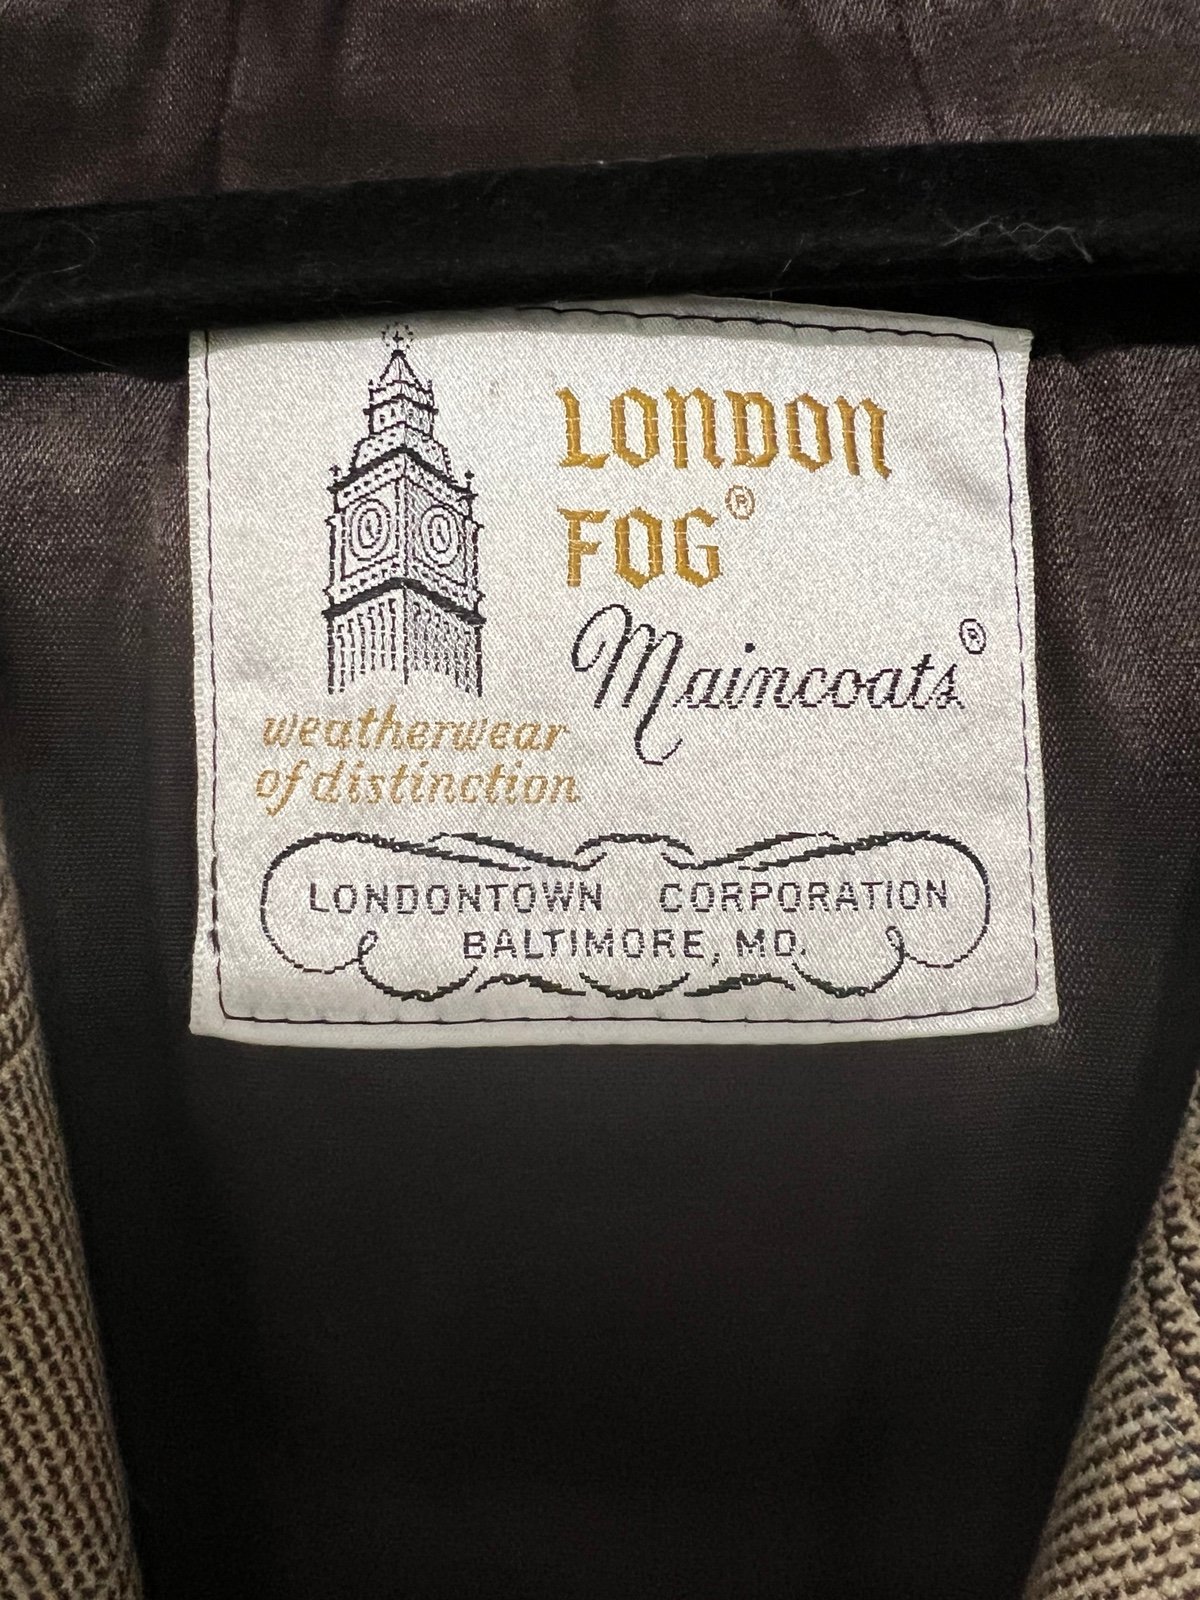 LONDON
FOG®
Maincoats®
weatherwear
of distinction
LONDONTOWN CORPORATION
BALTIMORE, MD.